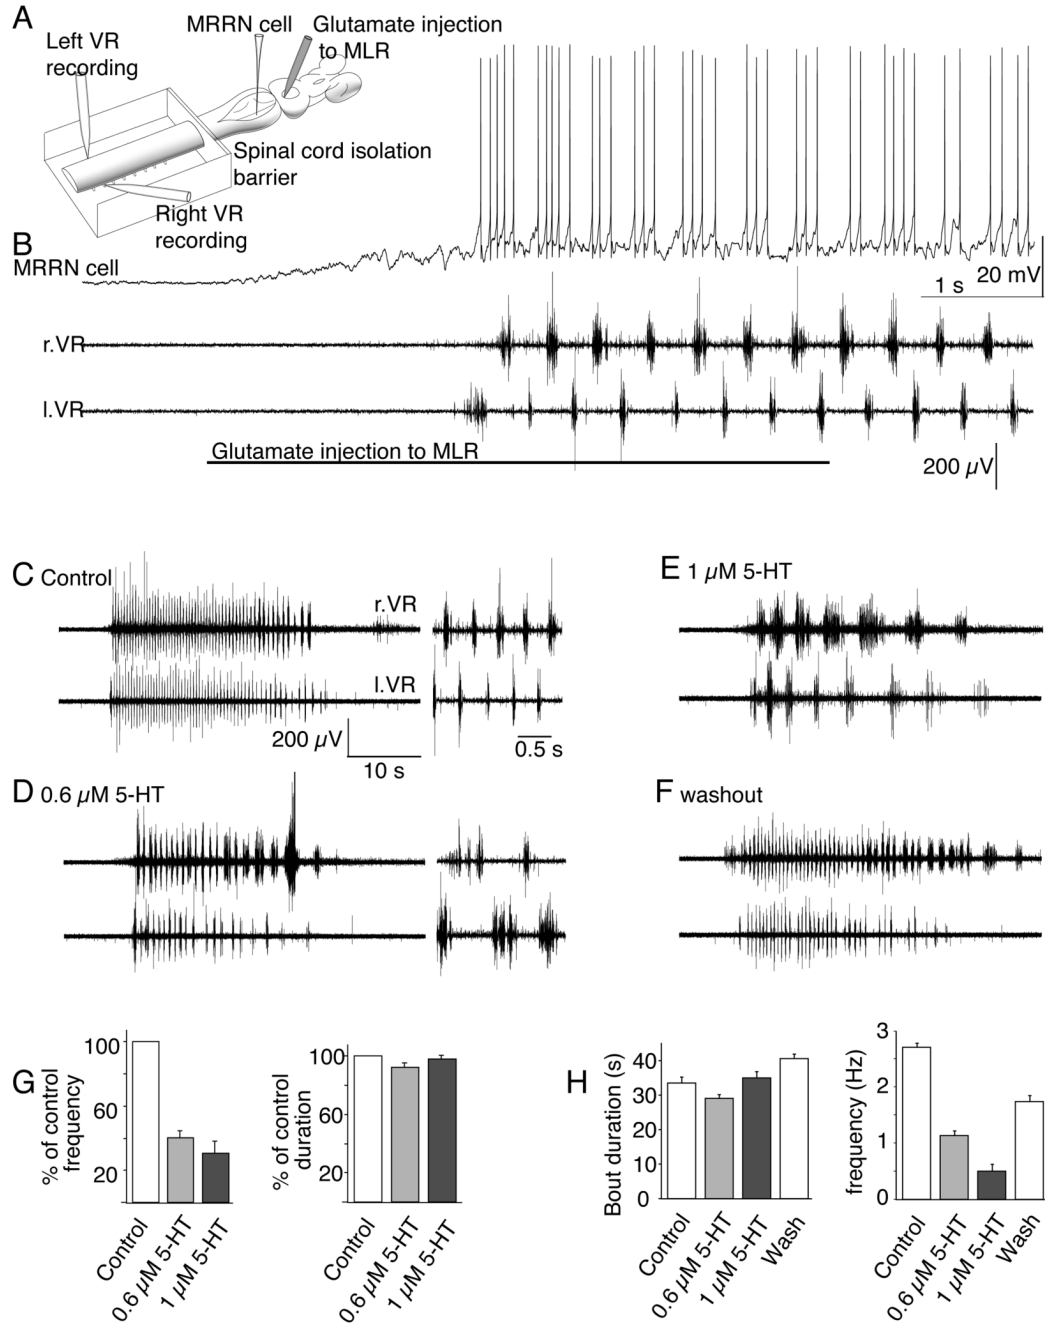 A
MRRN cell
Glutamate injection
to MLR
Left VR
recording
Spinal cord isolation
barrier
Right VR
recording
B
MRRN cell
20 mV
1 s
r.VR
l.VR
Glutamate injection to MLR
200 µV
C Control
r.VR
l.VR
200 µV
10 s
0.5 s
E 1 µM 5-HT
D 0.6 µM 5-HT
F washout
G
% of control
frequency
100
60
20
Control
0.6 µM 5-HT
1 µM 5-HT
% of control
duration
100
60
20
Control
0.6 µM 5-HT
1 µM 5-HT
H
Bout duration (s)
40
30
20
10
0
Control
0.6 µM 5-HT
1 µM 5-HT
Wash
frequency (Hz)
3
2
1
0
Control
0.6 µM 5-HT
1 µM 5-HT
Wash